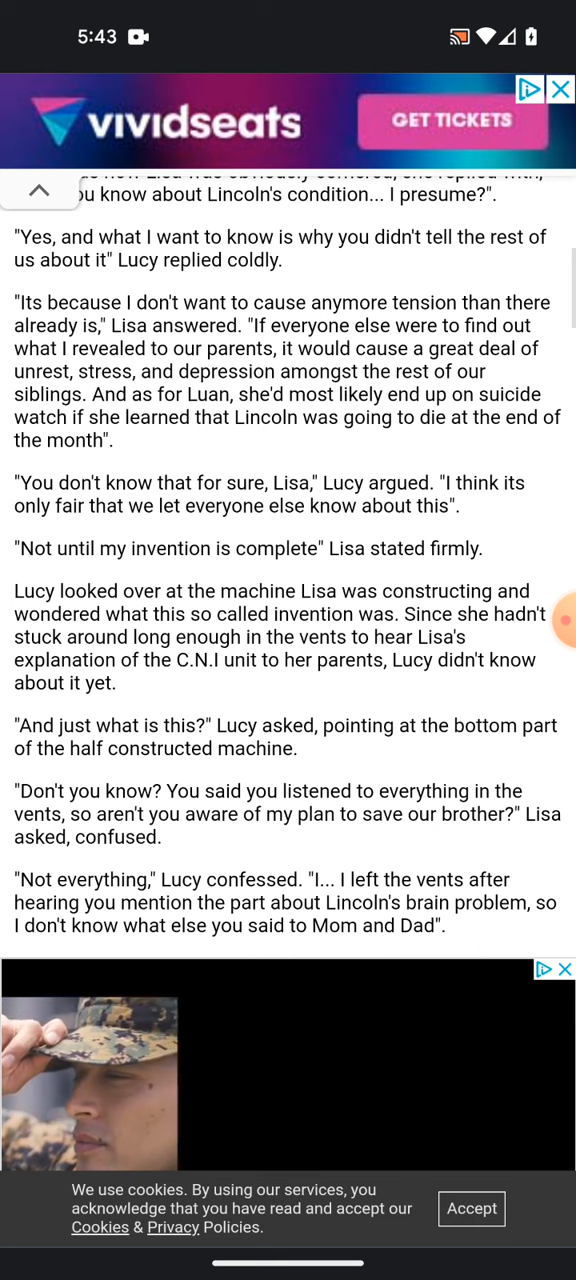 5:43
vividseats
GET TICKETS
ou know about Lincoln's condition... I presume?".
"Yes, and what I want to know is why you didn't tell the rest of
us about it" Lucy replied coldly.
"Its because I don't want to cause anymore tension than there
already is," Lisa answered. "If everyone else were to find out
what I revealed to our parents, it would cause a great deal of
unrest, stress, and depression amongst the rest of our
siblings. And as for Luan, she'd most likely end up on suicide
watch if she learned that Lincoln was going to die at the end of
the month".
"You don't know that for sure, Lisa," Lucy argued. "I think its
only fair that we let everyone else know about this".
"Not until my invention is complete" Lisa stated firmly.
Lucy looked over at the machine Lisa was constructing and
wondered what this so called invention was. Since she hadn't
stuck around long enough in the vents to hear Lisa's
explanation of the C.N.I unit to her parents, Lucy didn't know
about it yet.
"And just what is this?" Lucy asked, pointing at the bottom part
of the half constructed machine.
"Don't you know? You said you listened to everything in the
vents, so aren't you aware of my plan to save our brother?" Lisa
asked, confused.
"Not everything," Lucy confessed. "I... I left the vents after
hearing you mention the part about Lincoln's brain problem, so
I don't know what else you said to Mom and Dad".
We use cookies. By using our services, you
acknowledge that you have read and accept our
Cookies & Privacy Policies.
Accept